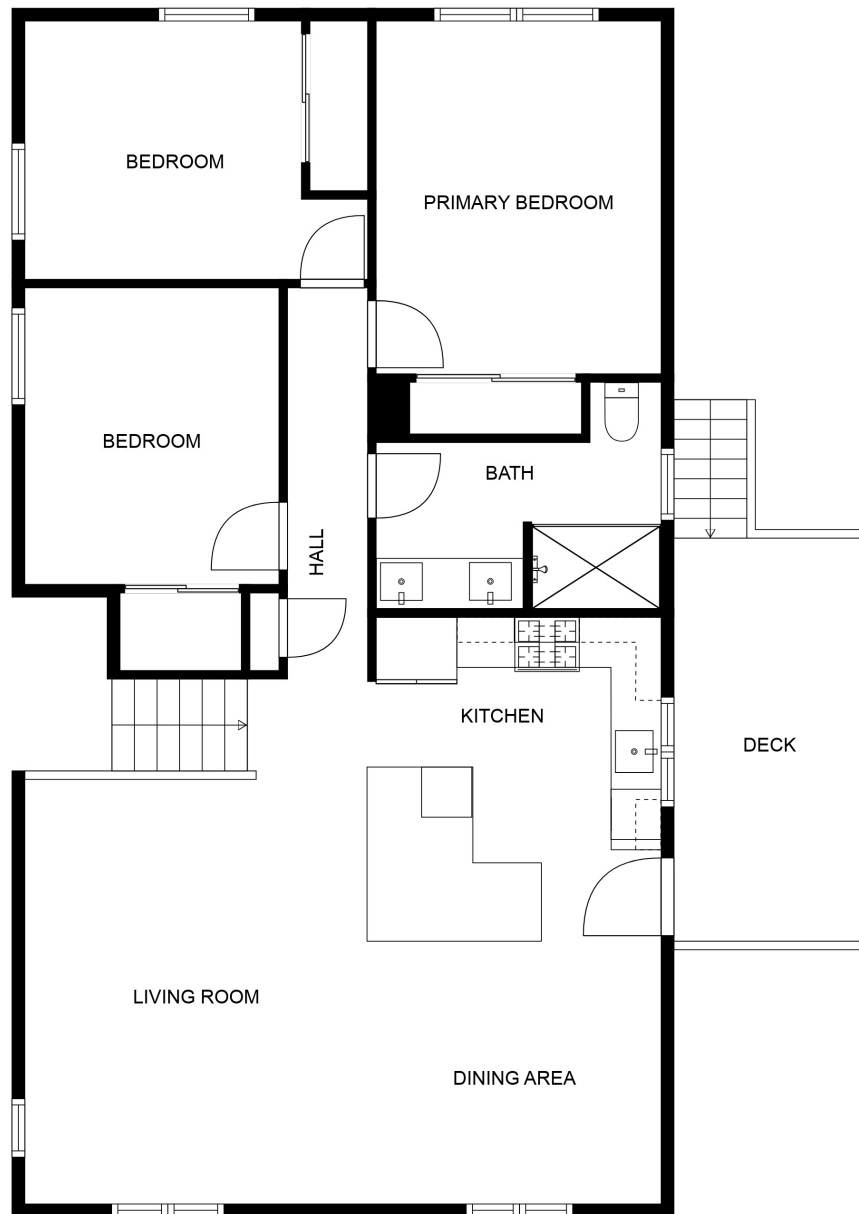 BEDROOM
PRIMARY BEDROOM
BEDROOM
BATH
HALL
KITCHEN
DECK
LIVING ROOM
DINING AREA